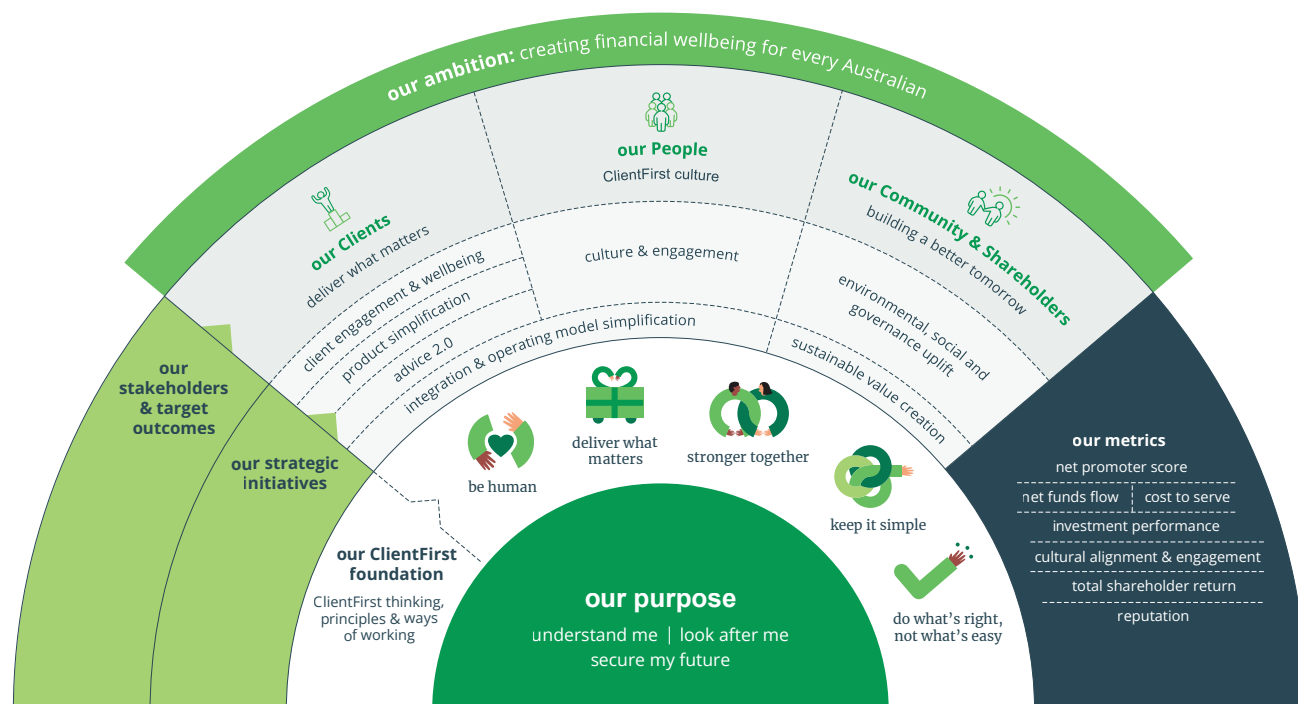 our ambition: creating financial wellbeing for every Australian
our Clients
deliver what matters
our People
ClientFirst culture
our Community & Shareholders
building a better tomorrow
our
stakeholders
& target
outcomes
client engagement & wellbeing
product simplification
advice 2.0
integration & operating model simplification
culture & engagement
environmental, social and
governance uplift
sustainable value creation
our strategic
initiatives
be human
deliver what
matters
stronger together
keep it simple
do what’s right,
not what’s easy
our ClientFirst
foundation
ClientFirst thinking,
principles & ways
of working
our purpose
understand me | look after me
secure my future
our metrics
net promoter score
net funds flow | cost to serve
investment performance
cultural alignment & engagement
total shareholder return
reputation